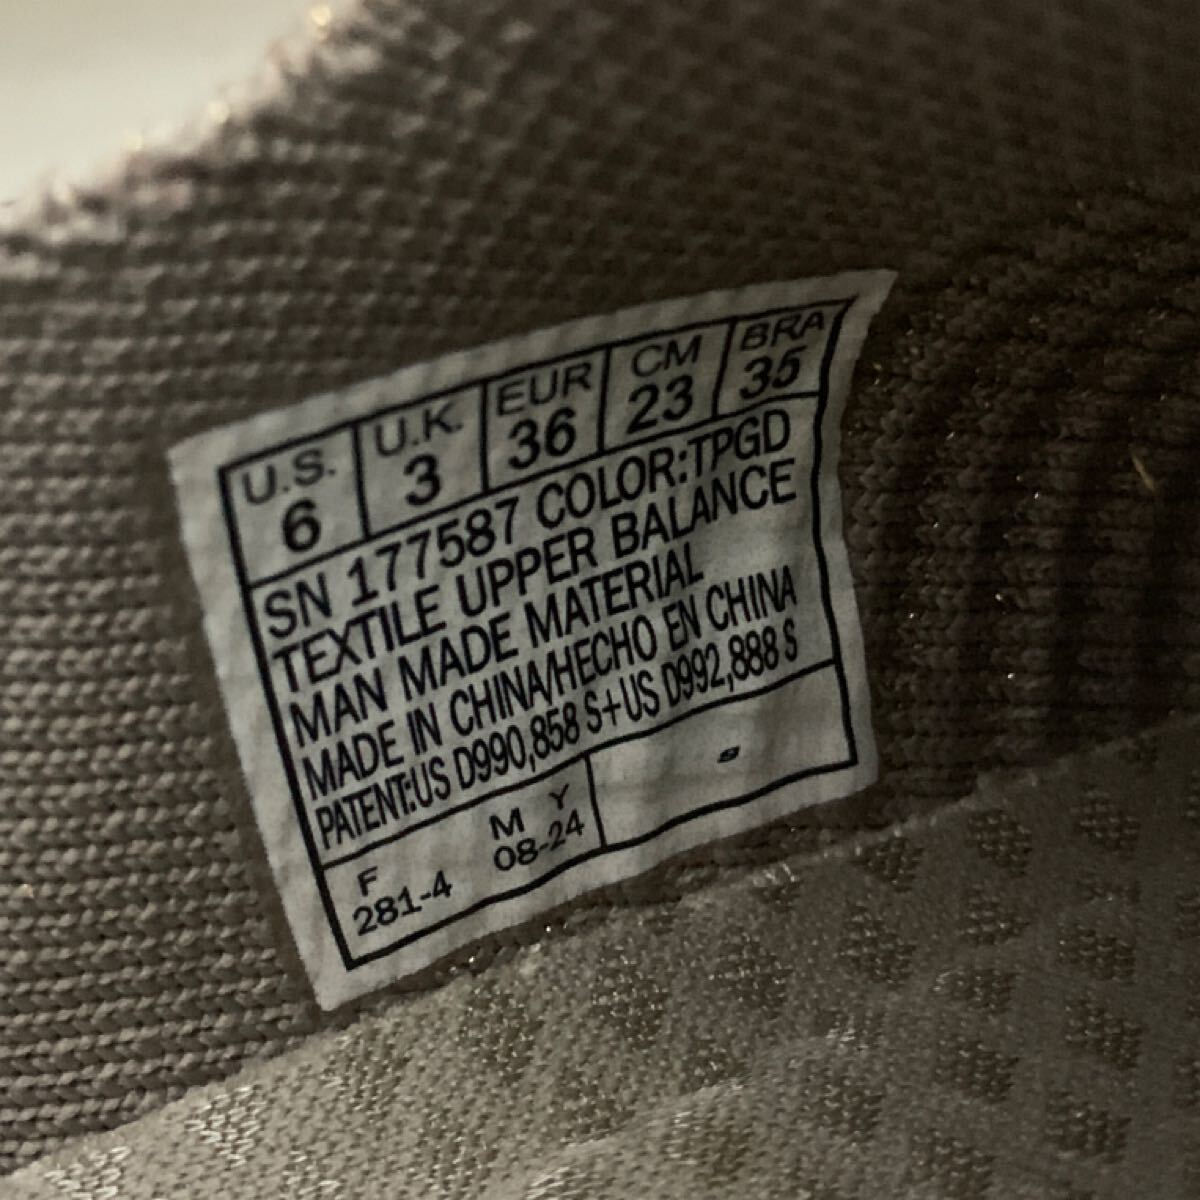 U.S. U.K. EUR CM BRA
6 3 36 23 35
SN 177587 COLOR:TPGD
TEXTILE UPPER BALANCE
MAN MADE MATERIAL
MADE IN CHINA/HECHO EN CHINA
PATENT:US D990,858 S+US D992,888 S
F M Y
281-4 08-24